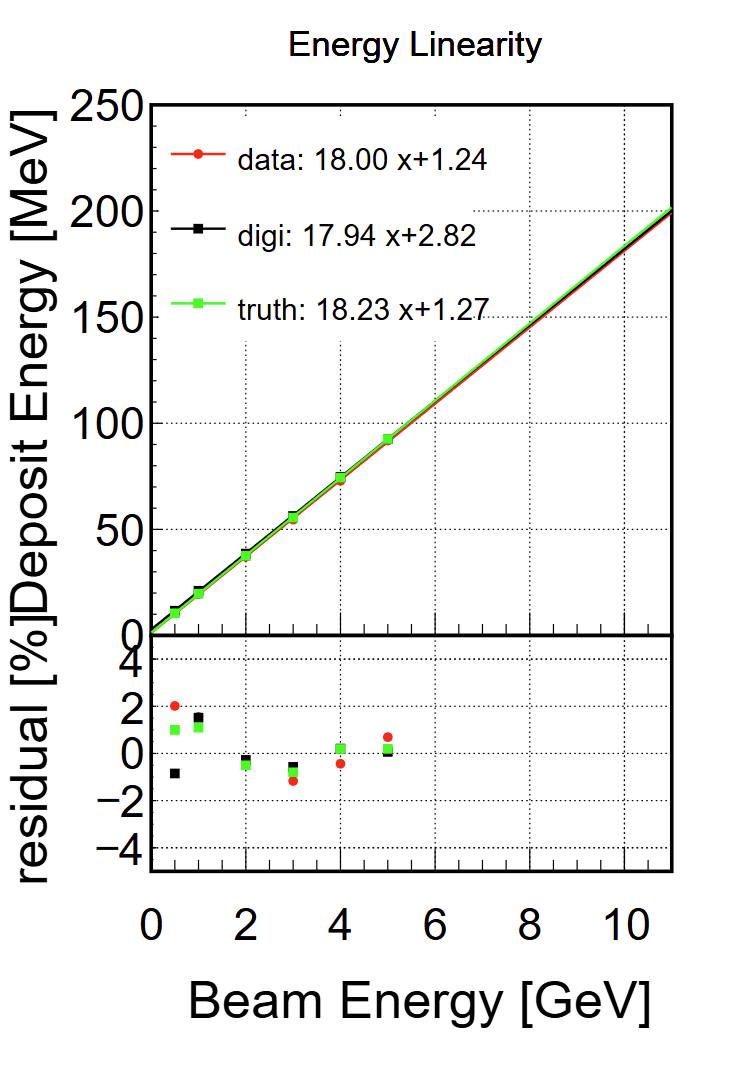 Energy Linearity
Deposit Energy [MeV]
250
200
150
100
50
0
data: 18.00 x+1.24
digi: 17.94 x+2.82
truth: 18.23 x+1.27
residual [%]
4
2
0
−2
−4
0 2 4 6 8 10
Beam Energy [GeV]